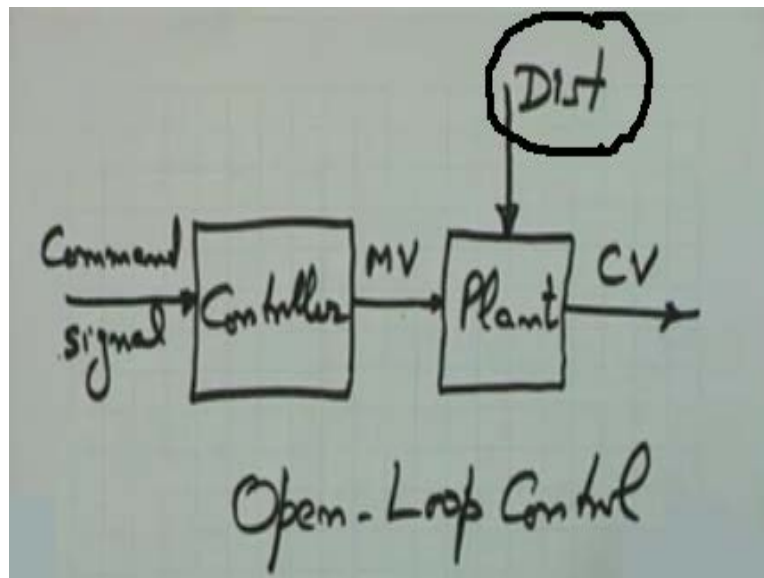 Dist
Command
signal
Controller
MV
Plant
CV
Open-Loop Control